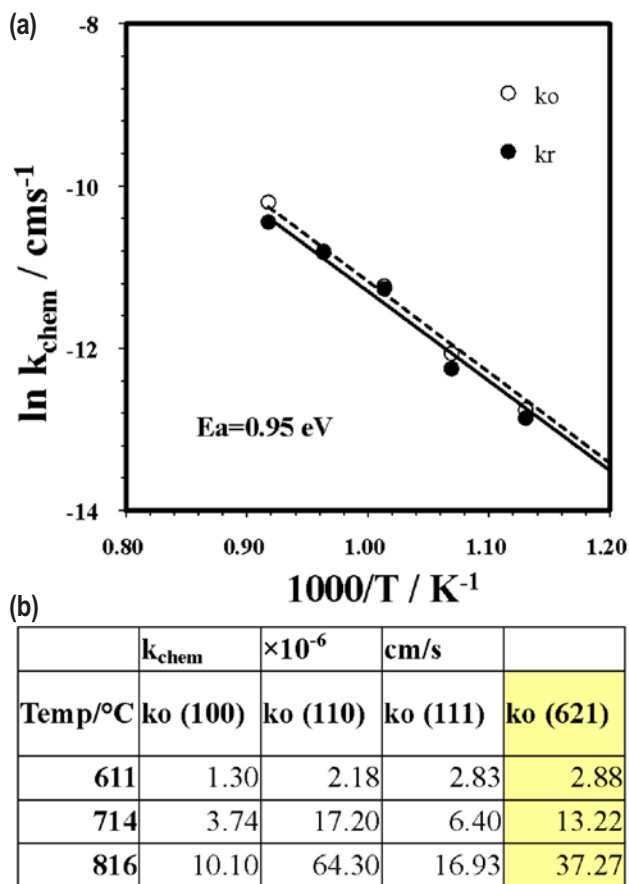 (a)
-8
-10
-12
-14
ln k_chem / cms⁻¹
ko
kr
Ea=0.95 eV
0.80 0.90 1.00 1.10 1.20
1000/T / K⁻¹
(b)
k_chem ×10⁻⁶ cm/s
Temp/°C ko (100) ko (110) ko (111) ko (621)
611 1.30 2.18 2.83 2.88
714 3.74 17.20 6.40 13.22
816 10.10 64.30 16.93 37.27